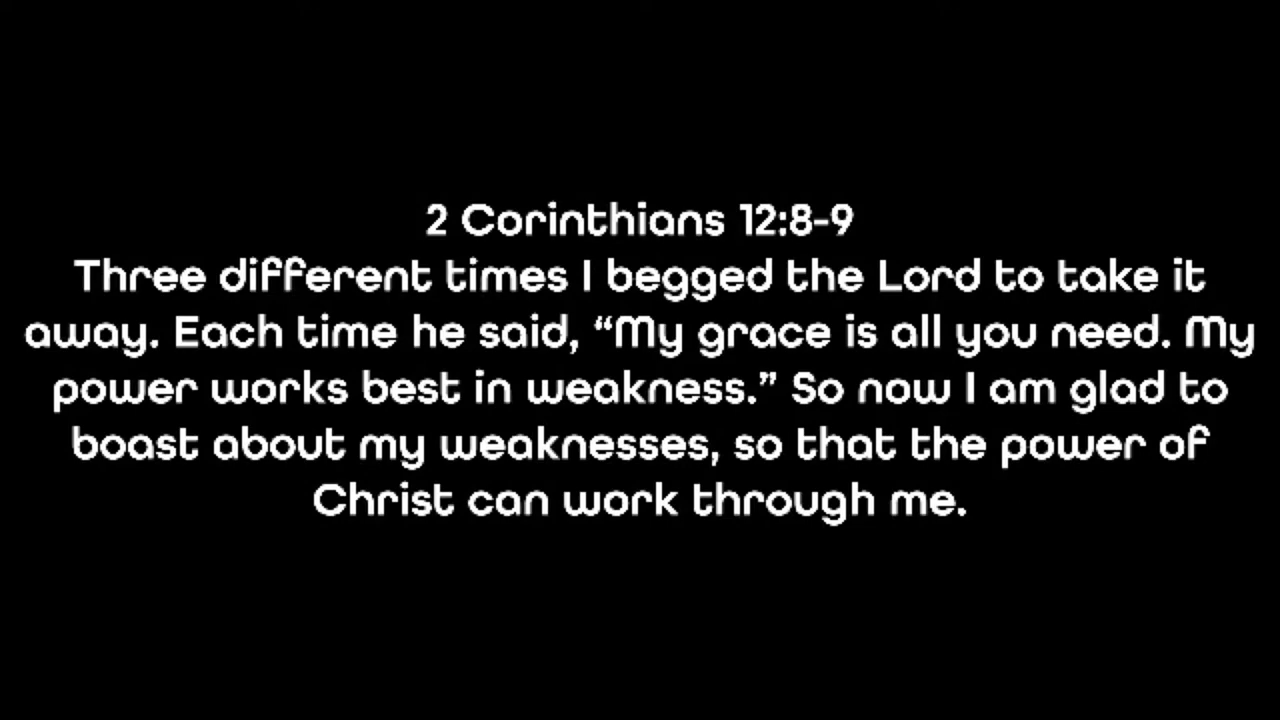 2 Corinthians 12:8-9
Three different times I begged the Lord to take it
away. Each time he said, “My grace is all you need. My
power works best in weakness.” So now I am glad to
boast about my weaknesses, so that the power of
Christ can work through me.